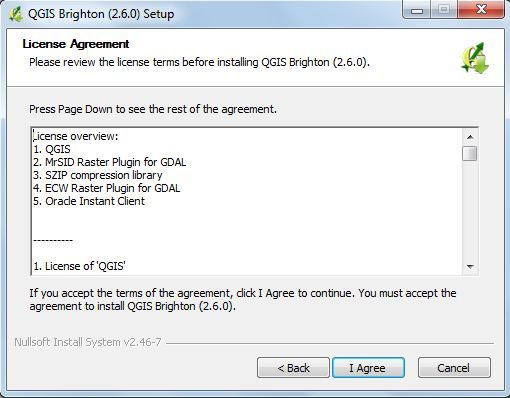 QGIS Brighton (2.6.0) Setup
License Agreement
Please review the license terms before installing QGIS Brighton (2.6.0).
Press Page Down to see the rest of the agreement.
License overview:
1. QGIS
2. MrSID Raster Plugin for GDAL
3. SZIP compression library
4. ECW Raster Plugin for GDAL
5. Oracle Instant Client
----------
1. License of 'QGIS'
If you accept the terms of the agreement, click I Agree to continue. You must accept the
agreement to install QGIS Brighton (2.6.0).
Nullsoft Install System v2.46-7
< Back
I Agree
Cancel